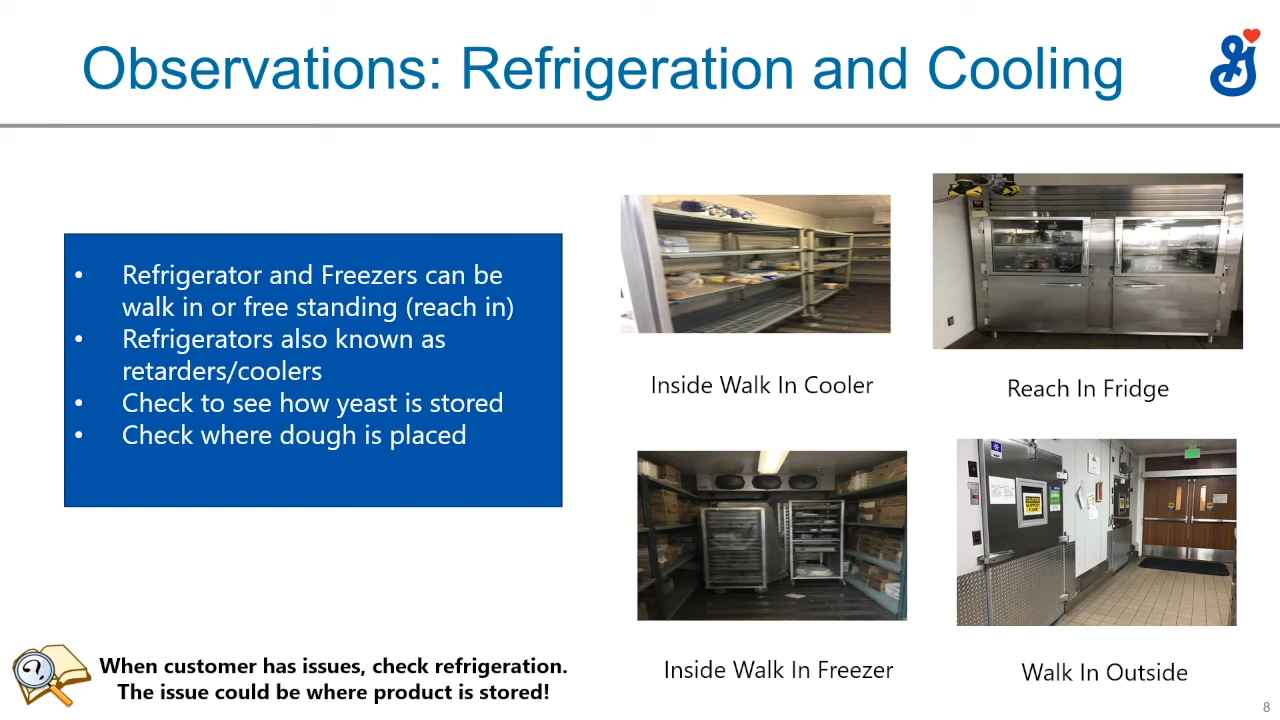 Observations: Refrigeration and Cooling
• Refrigerator and Freezers can be
walk in or free standing (reach in)
• Refrigerators also known as
retarders/coolers
• Check to see how yeast is stored
• Check where dough is placed
Inside Walk In Cooler
Reach In Fridge
Inside Walk In Freezer
Walk In Outside
When customer has issues, check refrigeration.
The issue could be where product is stored!
8